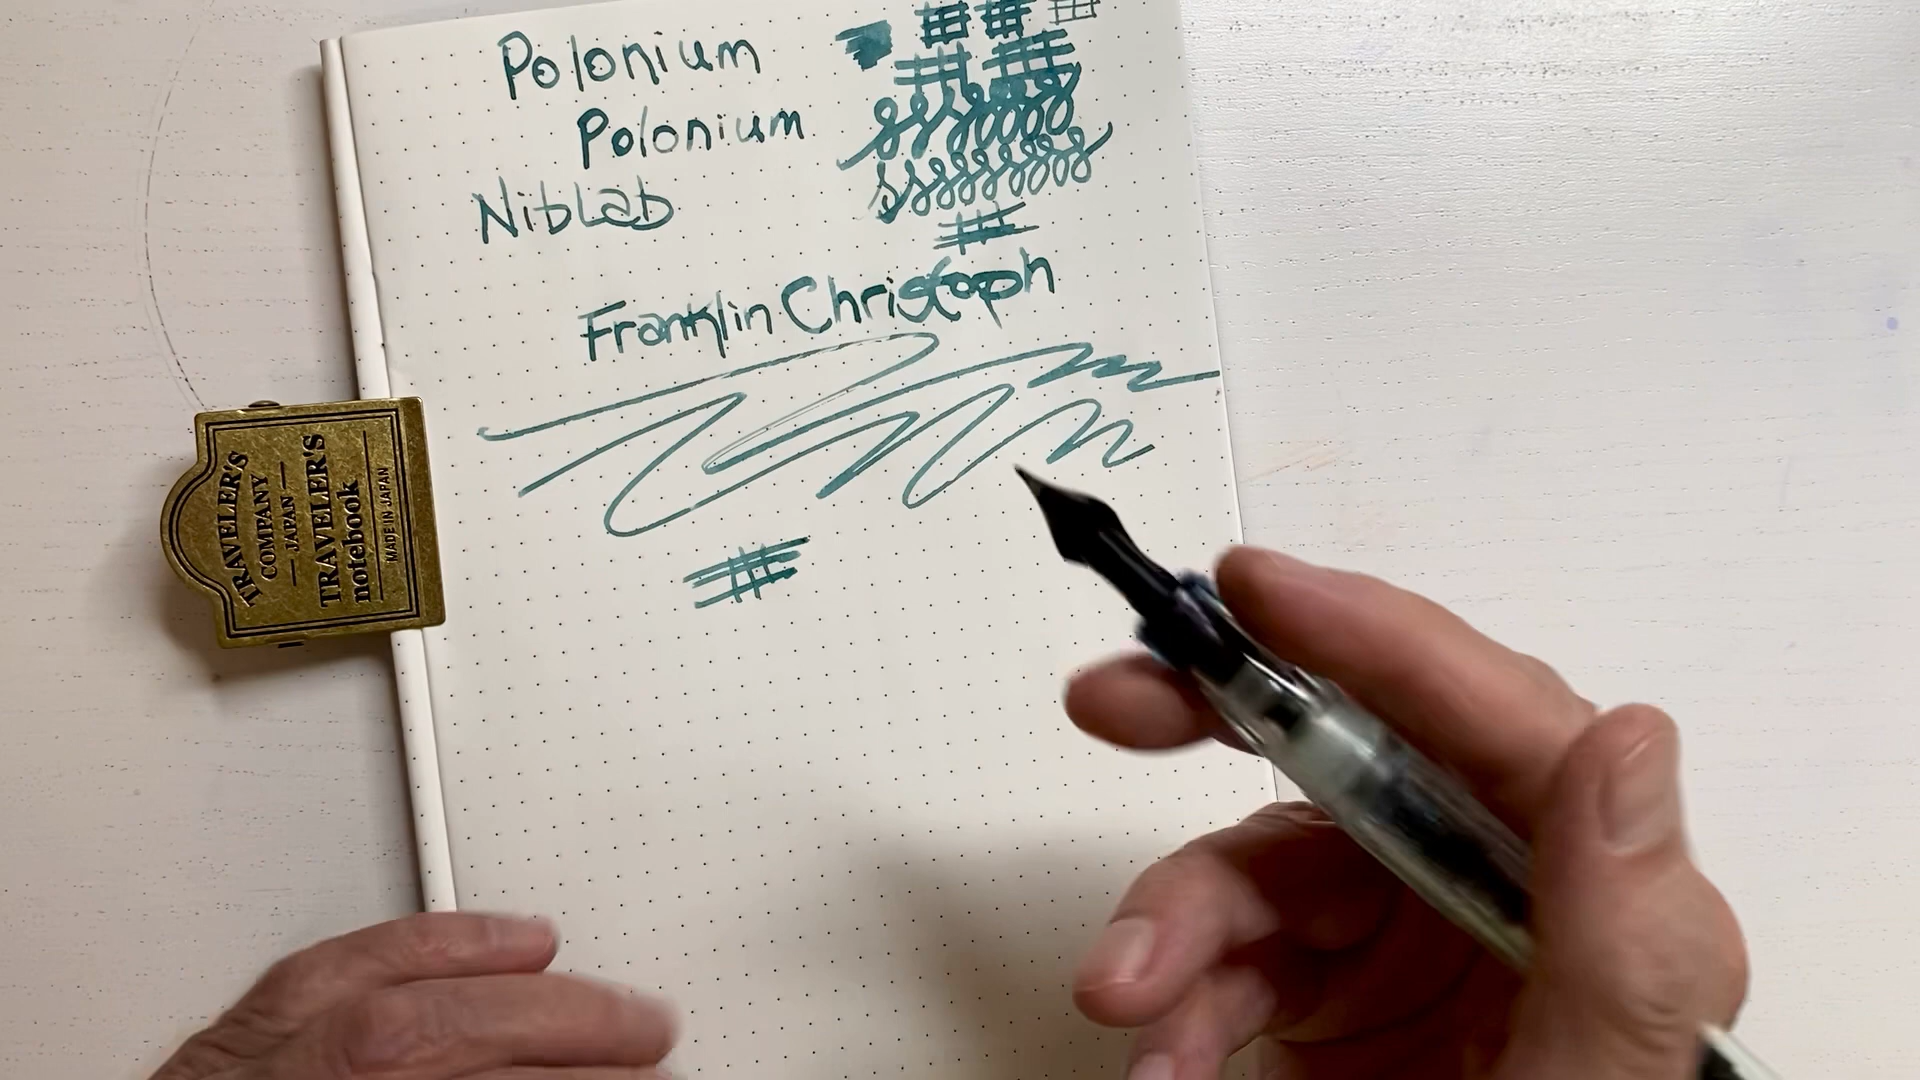 Polonium
Polonium
NibLab
Franklin Christoph
TRAVELER'S
COMPANY
— JAPAN —
TRAVELER'S
notebook
MADE IN JAPAN